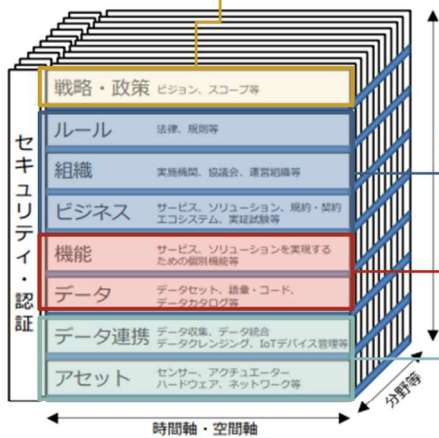 戦略・政策 ビジョン、スコープ等
ルール 法律、規則等
組織 実施機関、協議会、運営組織等
ビジネス サービス、ソリューション、規約・契約
エコシステム、実証試験等
機能 サービス、ソリューションを実現する
ための個別機能等
データ データセット、語彙・コード、
データカタログ等
データ連携 データ収集、データ統合
データクレンジング、IoTデバイス管理等
アセット センサー、アクチュエーター
ハードウェア、ネットワーク等
セキュリティ・認証
時間軸・空間軸
分野等